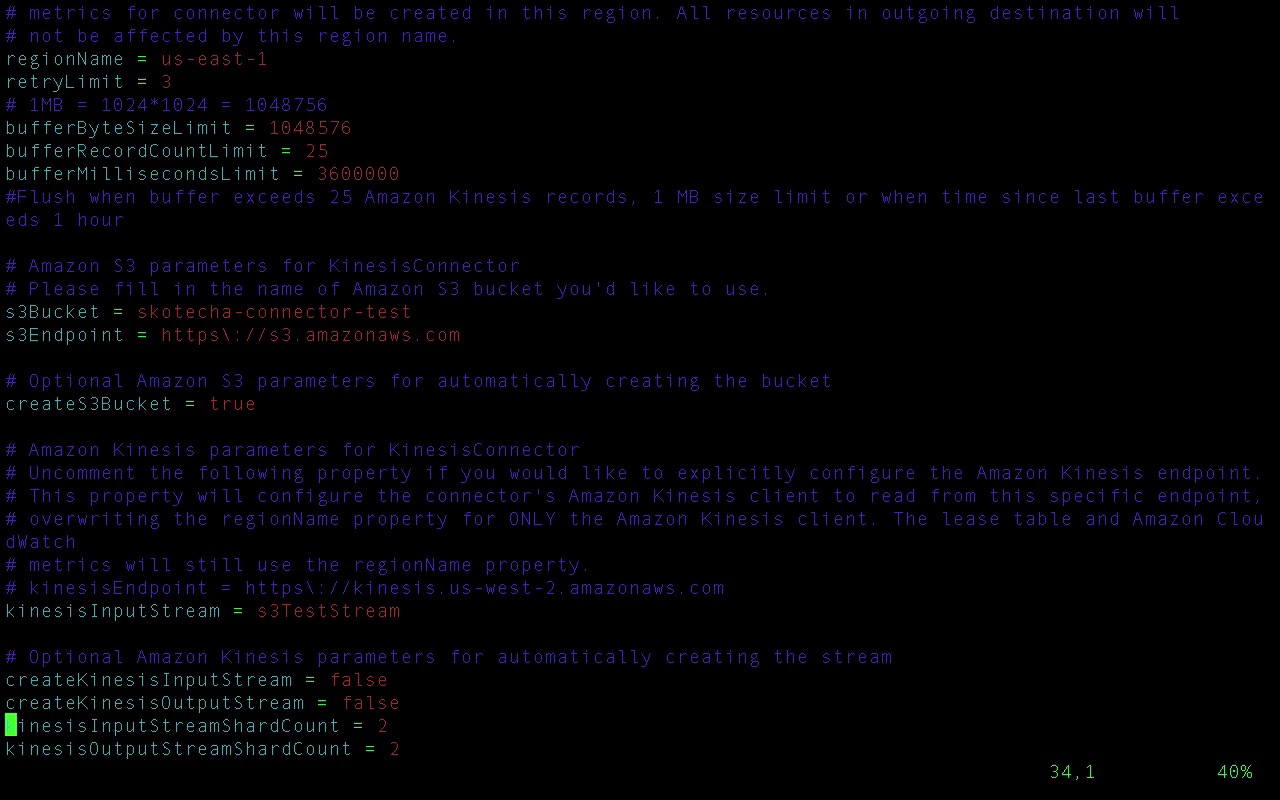 # metrics for connector will be created in this region. All resources in outgoing destination will
# not be affected by this region name.
regionName = us-east-1
retryLimit = 3
# 1MB = 1024*1024 = 1048756
bufferByteSizeLimit = 1048576
bufferRecordCountLimit = 25
bufferMillisecondsLimit = 3600000
#Flush when buffer exceeds 25 Amazon Kinesis records, 1 MB size limit or when time since last buffer exce
eds 1 hour
# Amazon S3 parameters for KinesisConnector
# Please fill in the name of Amazon S3 bucket you'd like to use.
s3Bucket = skotecha-connector-test
s3Endpoint = https\://s3.amazonaws.com
# Optional Amazon S3 parameters for automatically creating the bucket
createS3Bucket = true
# Amazon Kinesis parameters for KinesisConnector
# Uncomment the following property if you would like to explicitly configure the Amazon Kinesis endpoint.
# This property will configure the connector's Amazon Kinesis client to read from this specific endpoint,
# overwriting the regionName property for ONLY the Amazon Kinesis client. The lease table and Amazon Clou
dWatch
# metrics will still use the regionName property.
# kinesisEndpoint = https\://kinesis.us-west-2.amazonaws.com
kinesisInputStream = s3TestStream
# Optional Amazon Kinesis parameters for automatically creating the stream
createKinesisInputStream = false
createKinesisOutputStream = false
kinesisInputStreamShardCount = 2
kinesisOutputStreamShardCount = 2
34,1 40%